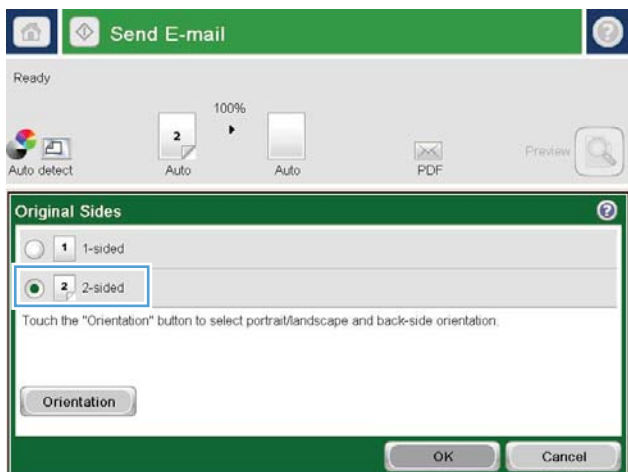 Send E-mail
?
Ready
100%
2
Auto detect
Auto
Auto
PDF
Preview
Original Sides
?
1 1-sided
2 2-sided
Touch the "Orientation" button to select portrait/landscape and back-side orientation.
Orientation
OK
Cancel